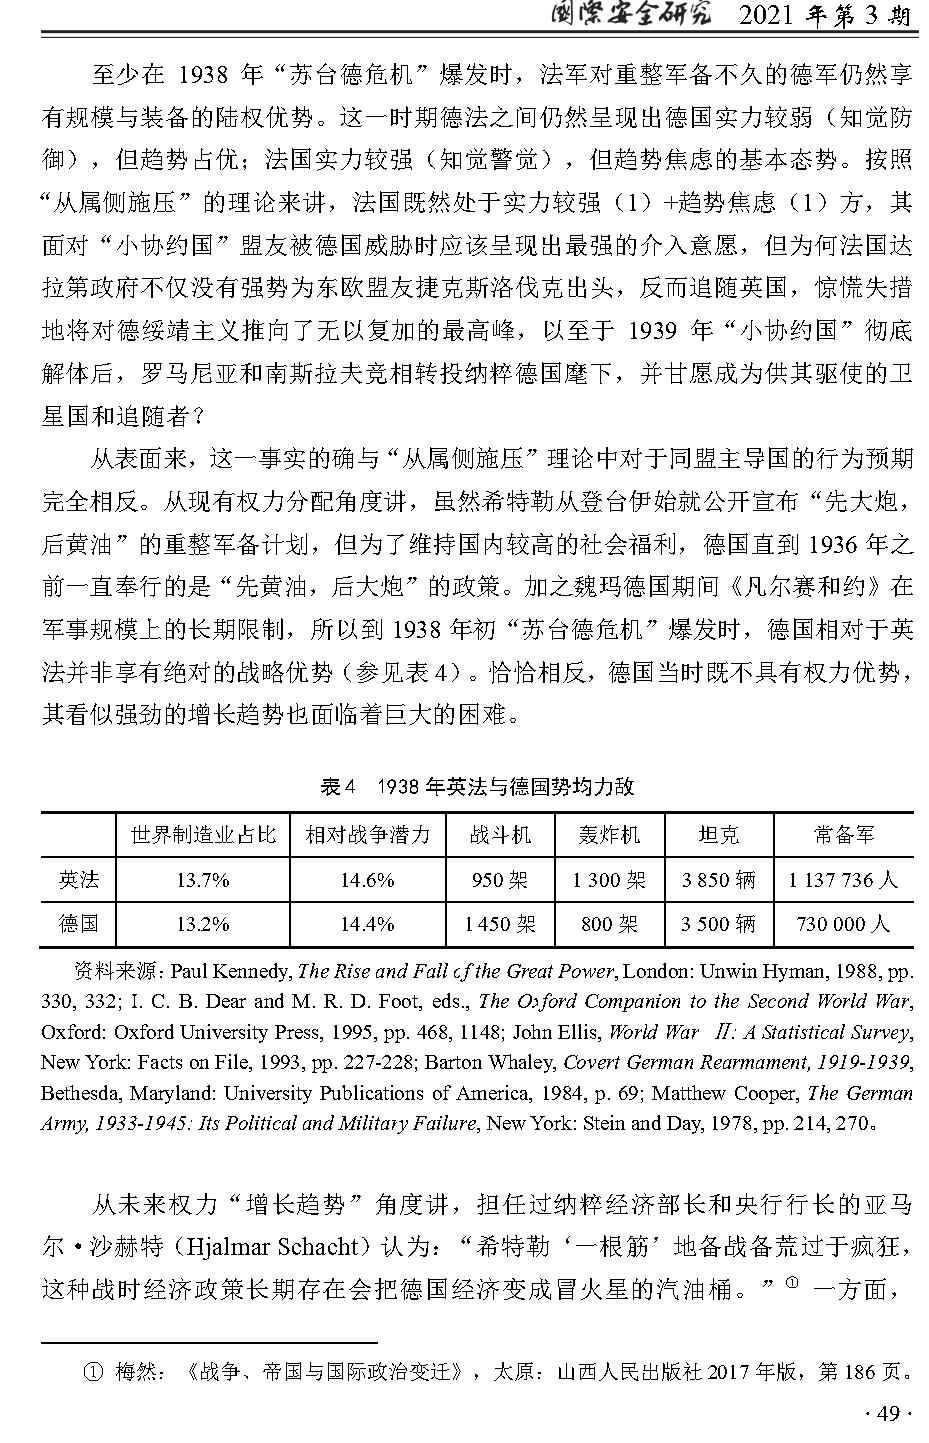 國際安全研究 2021 年第 3 期
至少在 1938 年“苏台德危机”爆发时，法军对重整军备不久的德军仍然享
有规模与装备的陆权优势。这一时期德法之间仍然呈现出德国实力较弱（知觉防
御），但趋势占优；法国实力较强（知觉警觉），但趋势焦虑的基本态势。按照
“从属侧施压”的理论来讲，法国既然处于实力较强（1）+趋势焦虑（1）方，其
面对“小协约国”盟友被德国威胁时应该呈现出最强的介入意愿，但为何法国达
拉第政府不仅没有强势为东欧盟友捷克斯洛伐克出头，反而追随英国，惊慌失措
地将对德绥靖主义推向了无以复加的最高峰，以至于 1939 年“小协约国”彻底
解体后，罗马尼亚和南斯拉夫竞相转投纳粹德国麾下，并甘愿成为供其驱使的卫
星国和追随者？
从表面来，这一事实的确与“从属侧施压”理论中对于同盟主导国的行为预期
完全相反。从现有权力分配角度讲，虽然希特勒从登台伊始就公开宣布“先大炮，
后黄油”的重整军备计划，但为了维持国内较高的社会福利，德国直到 1936 年之
前一直奉行的是“先黄油，后大炮”的政策。加之魏玛德国期间《凡尔赛和约》在
军事规模上的长期限制，所以到 1938 年初“苏台德危机”爆发时，德国相对于英
法并非享有绝对的战略优势（参见表 4）。恰恰相反，德国当时既不具有权力优势，
其看似强劲的增长趋势也面临着巨大的困难。
表 4 1938 年英法与德国势均力敌
世界制造业占比 相对战争潜力 战斗机 轰炸机 坦克 常备军
英法 13.7% 14.6% 950 架 1 300 架 3 850 辆 1 137 736 人
德国 13.2% 14.4% 1 450 架 800 架 3 500 辆 730 000 人
资料来源：Paul Kennedy, The Rise and Fall of the Great Power, London: Unwin Hyman, 1988, pp.
330, 332; I. C. B. Dear and M. R. D. Foot, eds., The Oxford Companion to the Second World War,
Oxford: Oxford University Press, 1995, pp. 468, 1148; John Ellis, World War Ⅱ: A Statistical Survey,
New York: Facts on File, 1993, pp. 227-228; Barton Whaley, Covert German Rearmament, 1919-1939,
Bethesda, Maryland: University Publications of America, 1984, p. 69; Matthew Cooper, The German
Army, 1933-1945: Its Political and Military Failure, New York: Stein and Day, 1978, pp. 214, 270。
从未来权力“增长趋势”角度讲，担任过纳粹经济部长和央行行长的亚马
尔·沙赫特（Hjalmar Schacht）认为：“希特勒‘一根筋’地备战备荒过于疯狂，
这种战时经济政策长期存在会把德国经济变成冒火星的汽油桶。”① 一方面，
① 梅然：《战争、帝国与国际政治变迁》，太原：山西人民出版社 2017 年版，第 186 页。
· 49 ·